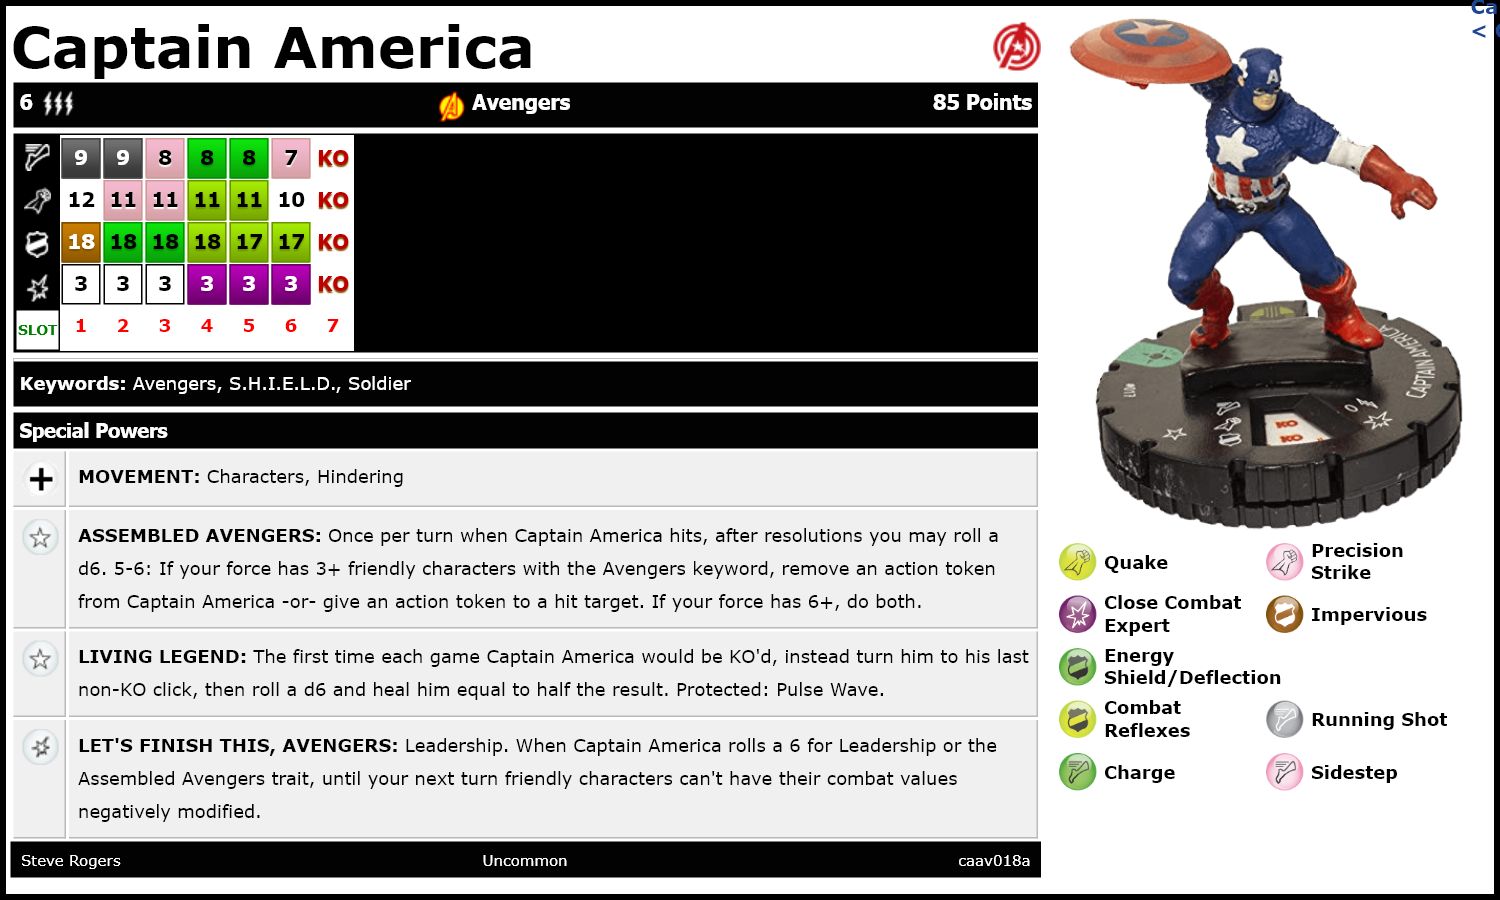 Captain America
Ca
<
6 Avengers 85 Points
9 9 8 8 8 7 KO
12 11 11 11 11 10 KO
18 18 18 18 17 17 KO
3 3 3 3 3 3 KO
SLOT 1 2 3 4 5 6 7
Keywords: Avengers, S.H.I.E.L.D., Soldier
Special Powers
MOVEMENT: Characters, Hindering
ASSEMBLED AVENGERS: Once per turn when Captain America hits, after resolutions you may roll a
d6. 5-6: If your force has 3+ friendly characters with the Avengers keyword, remove an action token
from Captain America -or- give an action token to a hit target. If your force has 6+, do both.
LIVING LEGEND: The first time each game Captain America would be KO'd, instead turn him to his last
non-KO click, then roll a d6 and heal him equal to half the result. Protected: Pulse Wave.
LET'S FINISH THIS, AVENGERS: Leadership. When Captain America rolls a 6 for Leadership or the
Assembled Avengers trait, until your next turn friendly characters can't have their combat values
negatively modified.
Steve Rogers Uncommon caav018a
A
CAPTAIN AMERICA
KO
KO
Quake
Precision
Strike
Close Combat
Expert
Impervious
Energy
Shield/Deflection
Combat
Reflexes
Running Shot
Charge
Sidestep